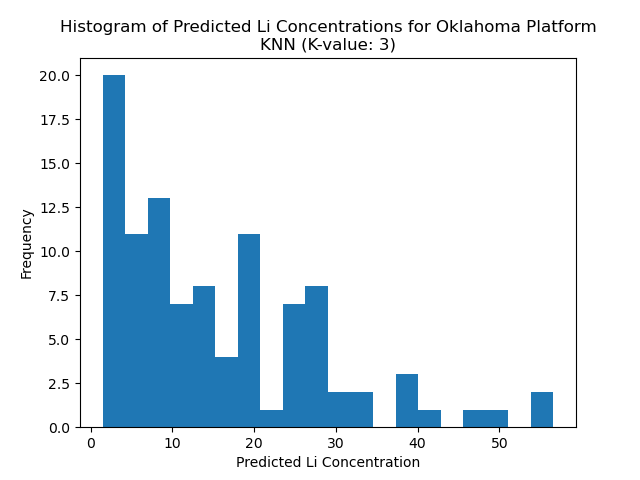 Histogram of Predicted Li Concentrations for Oklahoma Platform
KNN (K-value: 3)
20.0
17.5
15.0
12.5
10.0
7.5
5.0
2.5
0.0
Frequency
0 10 20 30 40 50
Predicted Li Concentration